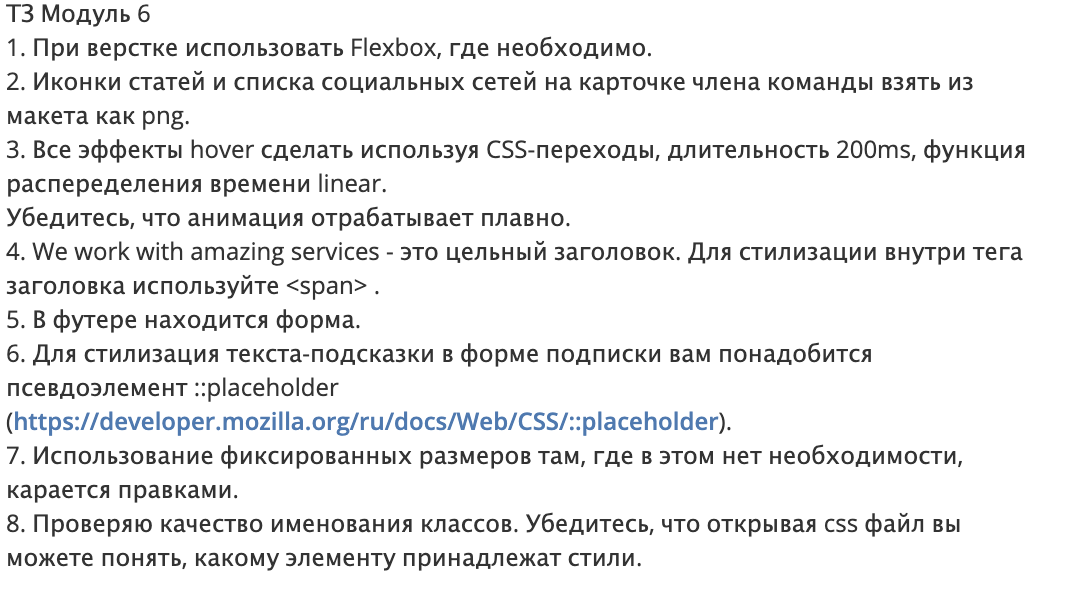 ТЗ Модуль 6
1. При верстке использовать Flexbox, где необходимо.
2. Иконки статей и списка социальных сетей на карточке члена команды взять из
макета как png.
3. Все эффекты hover сделать используя CSS-переходы, длительность 200ms, функция
распеределения времени linear.
Убедитесь, что анимация отрабатывает плавно.
4. We work with amazing services - это цельный заголовок. Для стилизации внутри тега
заголовка используйте <span> .
5. В футере находится форма.
6. Для стилизация текста-подсказки в форме подписки вам понадобится
псевдоэлемент ::placeholder
(https://developer.mozilla.org/ru/docs/Web/CSS/::placeholder).
7. Использование фиксированных размеров там, где в этом нет необходимости,
карается правками.
8. Проверяю качество именования классов. Убедитесь, что открывая css файл вы
можете понять, какому элементу принадлежат стили.